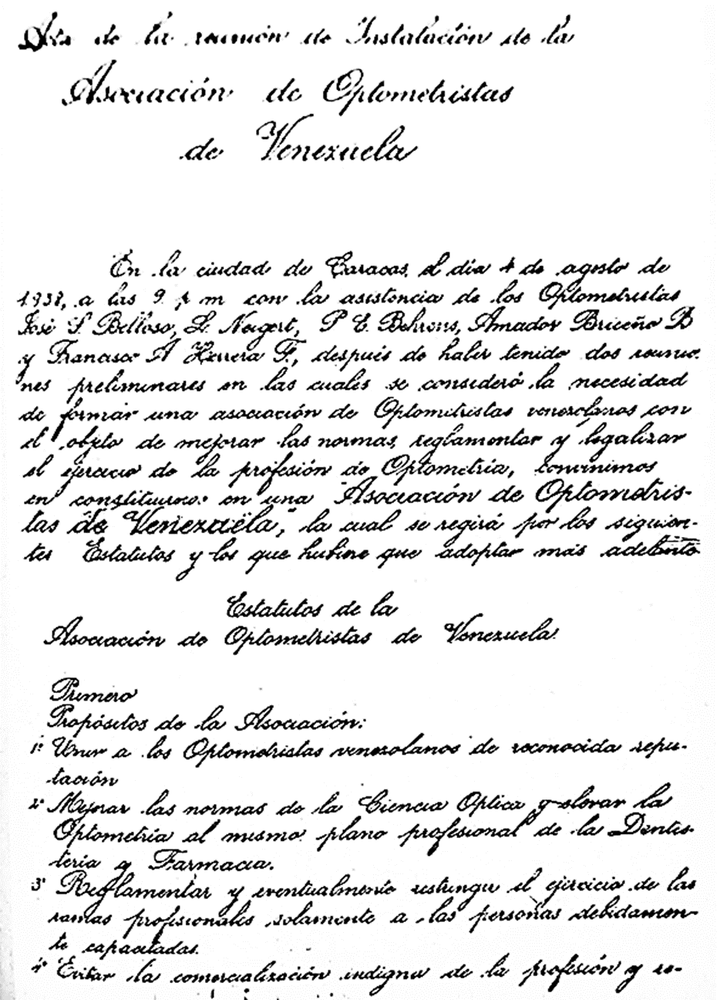 Acta de la reunión de Instalación de la
Asociación de Optometristas
de Venezuela
En la ciudad de Caracas, el día 4 de agosto de
a las 9 p m con la asistencia de los Optometristas
José S. Belloso, L. Neigert, P E. Behrens, Amador Briceño B
y Francisco A Herrera F., después de haber tenido dos reunio-
nes preliminares en las cuales se consideró la necesidad
de formar una asociación de Optometristas venezolanos con
el objeto de mejorar las normas, reglamentar y legalizar
el ejercicio de la profesión de Optometría, convinimos
en constituirnos en una "Asociación de Optometris-
tas de Venezuela", la cual se regirá por los siguien-
tes Estatutos y los que hubiere que adoptar más adelante
Estatutos de la
Asociación de Optometristas de Venezuela.
Primero
Propósitos de la Asociación:
1º Unir a los Optometristas venezolanos de reconocida repu-
tación
2º Mejorar las normas de la Ciencia Optica y elevar la
Optometría al mismo plano profesional de la Dentis-
tería y Farmacia.
3º Reglamentar y eventualmente restringir el ejercicio de las
ramas profesionales solamente a las personas debidamen-
te capacitadas.
4º Evitar la comercialización indigna de la profesión y re-